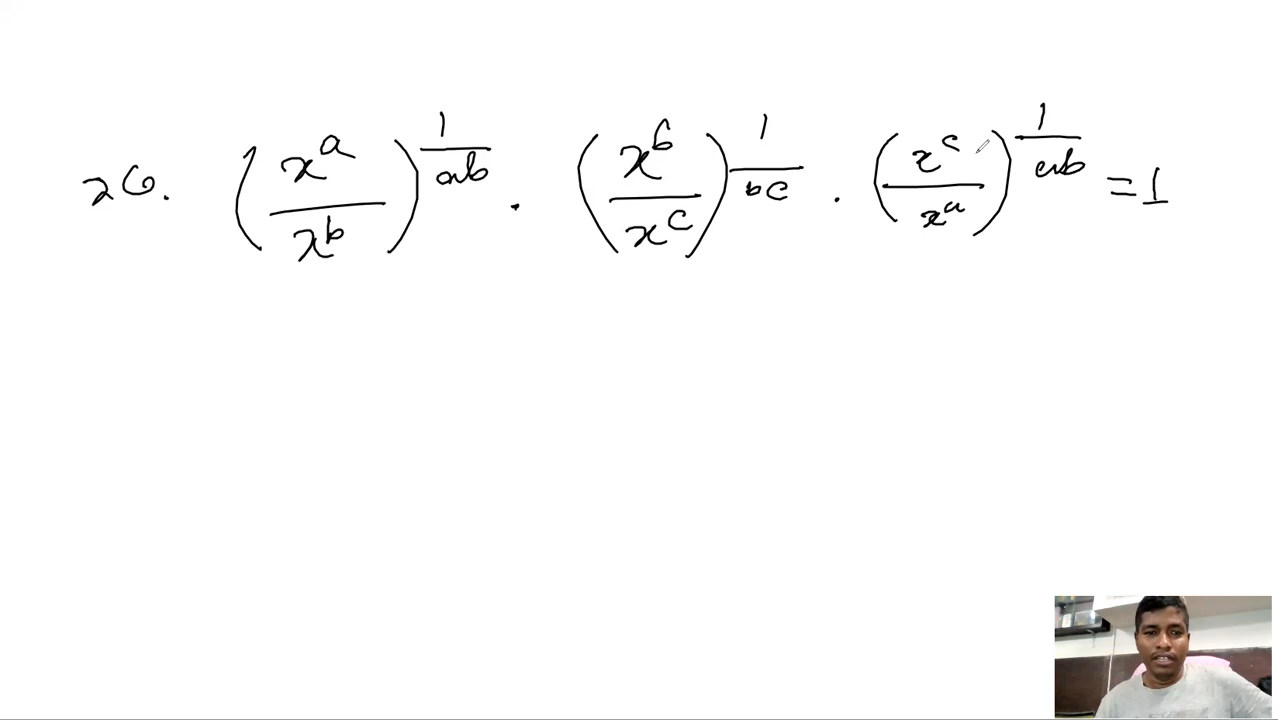 26. (x^a / x^b)^(1/ab) . (x^b / x^c)^(1/bc) . (x^c / x^a)^(1/ab) = 1